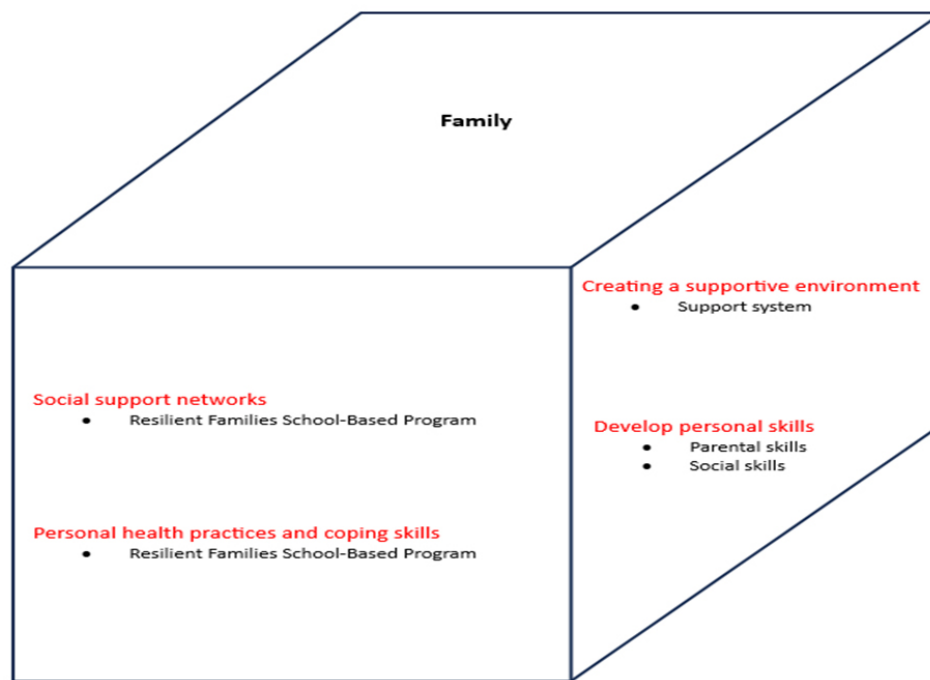 Family
Creating a supportive environment
• Support system
Social support networks
• Resilient Families School-Based Program
Develop personal skills
• Parental skills
• Social skills
Personal health practices and coping skills
• Resilient Families School-Based Program